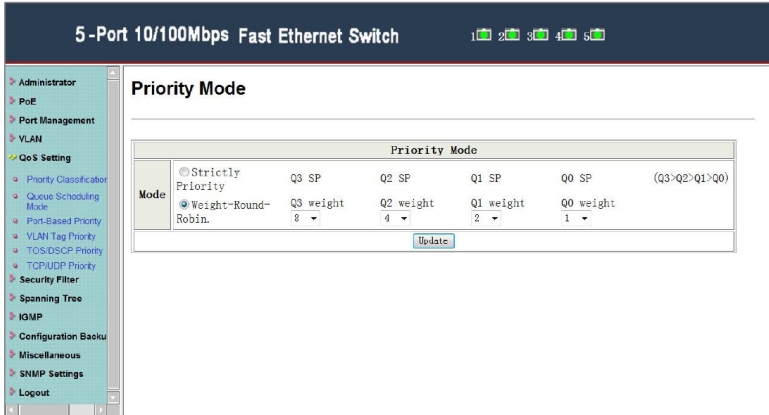 5-Port 10/100Mbps Fast Ethernet Switch
1 2 3 4 5
Administrator
PoE
Port Management
VLAN
QoS Setting
Priority Classification
Queue Scheduling
Mode
Port-Based Priority
VLAN Tag Priority
TOS/DSCP Priority
TCP/UDP Priority
Security Filter
Spanning Tree
IGMP
Configuration Backu
Miscellaneous
SNMP Settings
Logout
Priority Mode
Priority Mode
Mode
Strictly
Priority
Q3 SP Q2 SP Q1 SP Q0 SP (Q3>Q2>Q1>Q0)
Weight-Round-
Robin.
Q3 weight Q2 weight Q1 weight Q0 weight
8 4 2 1
Update